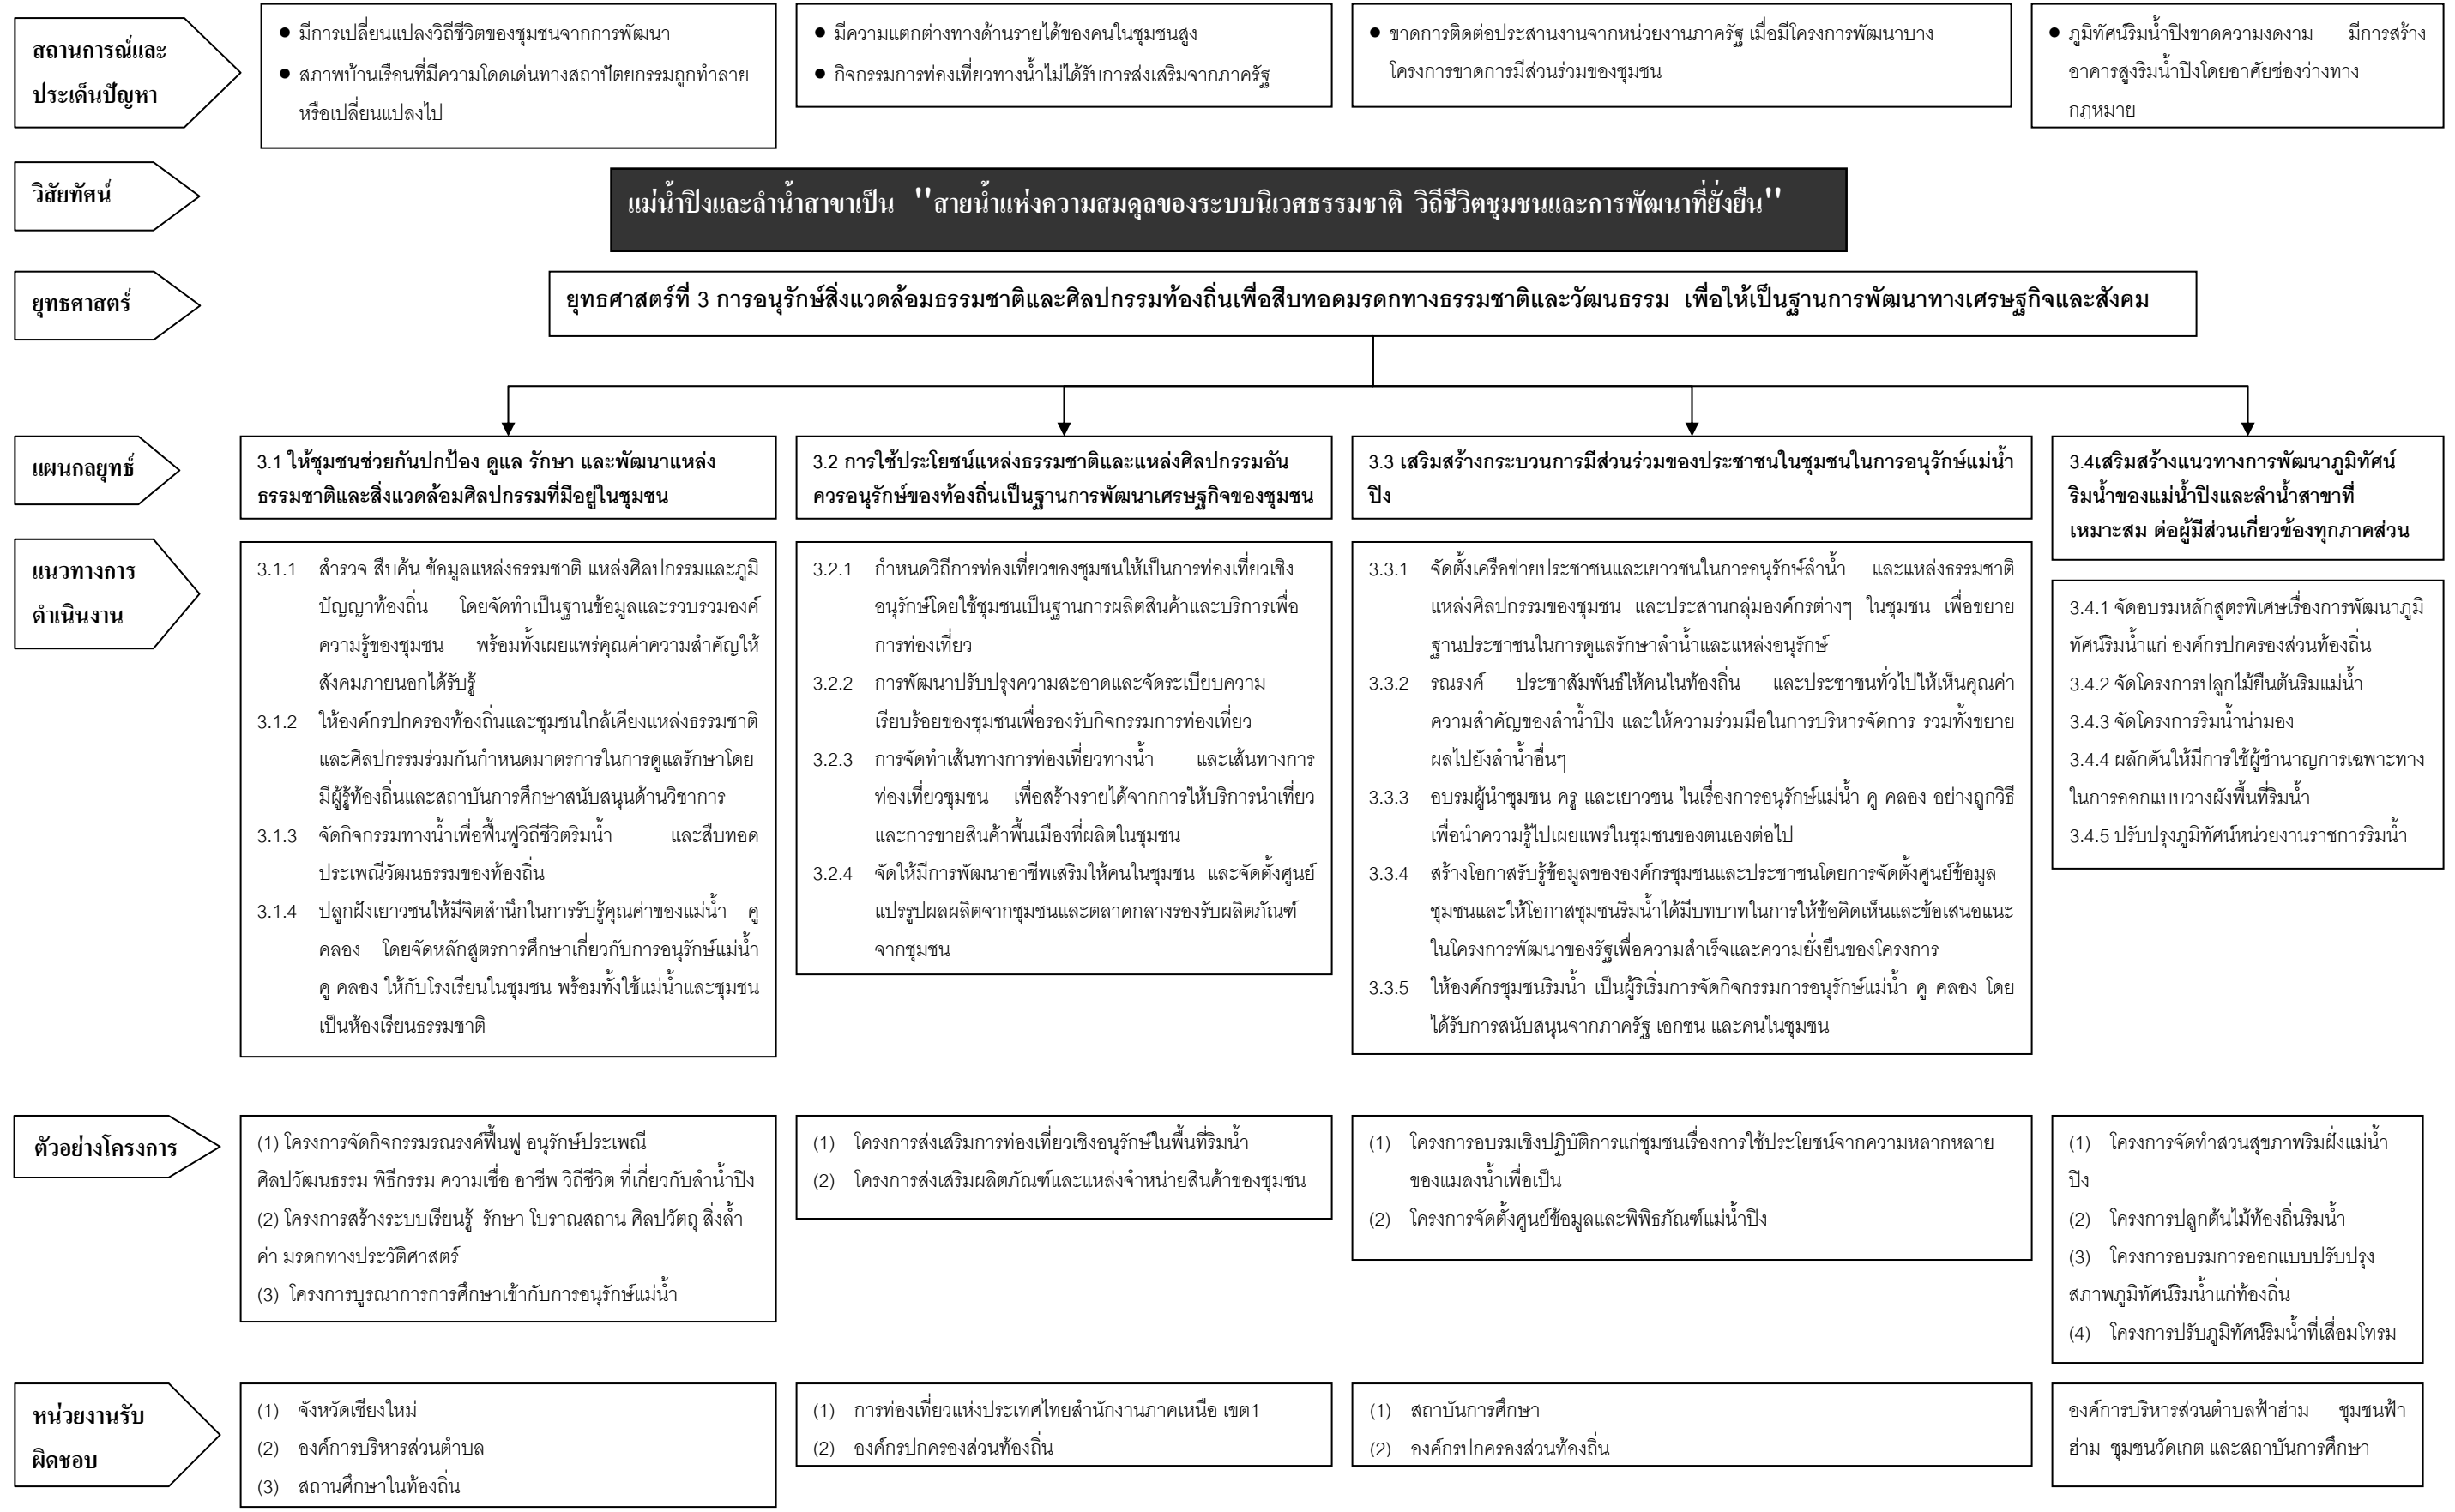 สถานการณ์และ
ประเด็นปัญหา
● มีการเปลี่ยนแปลงวิถีชีวิตของชุมชนจากการพัฒนา
● สภาพบ้านเรือนที่มีความโดดเด่นทางสถาปัตยกรรมถูกทำลาย
หรือเปลี่ยนแปลงไป
● มีความแตกต่างทางด้านรายได้ของคนในชุมชนสูง
● กิจกรรมการท่องเที่ยวทางน้ำไม่ได้รับการส่งเสริมจากภาครัฐ
● ขาดการติดต่อประสานงานจากหน่วยงานภาครัฐ เมื่อมีโครงการพัฒนาบาง
โครงการขาดการมีส่วนร่วมของชุมชน
● ภูมิทัศน์ริมน้ำปิงขาดความงดงาม มีการสร้าง
อาคารสูงริมน้ำปิงโดยอาศัยช่องว่างทาง
กฎหมาย
วิสัยทัศน์
แม่น้ำปิงและลำน้ำสาขาเป็น ''สายน้ำแห่งความสมดุลของระบบนิเวศธรรมชาติ วิถีชีวิตชุมชนและการพัฒนาที่ยั่งยืน''
ยุทธศาสตร์
ยุทธศาสตร์ที่ 3 การอนุรักษ์สิ่งแวดล้อมธรรมชาติและศิลปกรรมท้องถิ่นเพื่อสืบทอดมรดกทางธรรมชาติและวัฒนธรรม เพื่อให้เป็นฐานการพัฒนาทางเศรษฐกิจและสังคม
แผนกลยุทธ์
3.1 ให้ชุมชนช่วยกันปกป้อง ดูแล รักษา และพัฒนาแหล่ง
ธรรมชาติและสิ่งแวดล้อมศิลปกรรมที่มีอยู่ในชุมชน
3.2 การใช้ประโยชน์แหล่งธรรมชาติและแหล่งศิลปกรรมอัน
ควรอนุรักษ์ของท้องถิ่นเป็นฐานการพัฒนาเศรษฐกิจของชุมชน
3.3 เสริมสร้างกระบวนการมีส่วนร่วมของประชาชนในชุมชนในการอนุรักษ์แม่น้ำ
ปิง
3.4เสริมสร้างแนวทางการพัฒนาภูมิทัศน์
ริมน้ำของแม่น้ำปิงและลำน้ำสาขาที่
เหมาะสม ต่อผู้มีส่วนเกี่ยวข้องทุกภาคส่วน
แนวทางการ
ดำเนินงาน
3.1.1 สำรวจ สืบค้น ข้อมูลแหล่งธรรมชาติ แหล่งศิลปกรรมและภูมิ
ปัญญาท้องถิ่น โดยจัดทำเป็นฐานข้อมูลและรวบรวมองค์
ความรู้ของชุมชน พร้อมทั้งเผยแพร่คุณค่าความสำคัญให้
สังคมภายนอกได้รับรู้
3.1.2 ให้องค์กรปกครองท้องถิ่นและชุมชนใกล้เคียงแหล่งธรรมชาติ
และศิลปกรรมร่วมกันกำหนดมาตรการในการดูแลรักษาโดย
มีผู้รู้ท้องถิ่นและสถาบันการศึกษาสนับสนุนด้านวิชาการ
3.1.3 จัดกิจกรรมทางน้ำเพื่อฟื้นฟูวิถีชีวิตริมน้ำ และสืบทอด
ประเพณีวัฒนธรรมของท้องถิ่น
3.1.4 ปลูกฝังเยาวชนให้มีจิตสำนึกในการรับรู้คุณค่าของแม่น้ำ คู
คลอง โดยจัดหลักสูตรการศึกษาเกี่ยวกับการอนุรักษ์แม่น้ำ
คู คลอง ให้กับโรงเรียนในชุมชน พร้อมทั้งใช้แม่น้ำและชุมชน
เป็นห้องเรียนธรรมชาติ
3.2.1 กำหนดวิถีการท่องเที่ยวของชุมชนให้เป็นการท่องเที่ยวเชิง
อนุรักษ์โดยใช้ชุมชนเป็นฐานการผลิตสินค้าและบริการเพื่อ
การท่องเที่ยว
3.2.2 การพัฒนาปรับปรุงความสะอาดและจัดระเบียบความ
เรียบร้อยของชุมชนเพื่อรองรับกิจกรรมการท่องเที่ยว
3.2.3 การจัดทำเส้นทางการท่องเที่ยวทางน้ำ และเส้นทางการ
ท่องเที่ยวชุมชน เพื่อสร้างรายได้จากการให้บริการนำเที่ยว
และการขายสินค้าพื้นเมืองที่ผลิตในชุมชน
3.2.4 จัดให้มีการพัฒนาอาชีพเสริมให้คนในชุมชน และจัดตั้งศูนย์
แปรรูปผลผลิตจากชุมชนและตลาดกลางรองรับผลิตภัณฑ์
จากชุมชน
3.3.1 จัดตั้งเครือข่ายประชาชนและเยาวชนในการอนุรักษ์ลำน้ำ และแหล่งธรรมชาติ
แหล่งศิลปกรรมของชุมชน และประสานกลุ่มองค์กรต่างๆ ในชุมชน เพื่อขยาย
ฐานประชาชนในการดูแลรักษาลำน้ำและแหล่งอนุรักษ์
3.3.2 รณรงค์ ประชาสัมพันธ์ให้คนในท้องถิ่น และประชาชนทั่วไปให้เห็นคุณค่า
ความสำคัญของลำน้ำปิง และให้ความร่วมมือในการบริหารจัดการ รวมทั้งขยาย
ผลไปยังลำน้ำอื่นๆ
3.3.3 อบรมผู้นำชุมชน ครู และเยาวชน ในเรื่องการอนุรักษ์แม่น้ำ คู คลอง อย่างถูกวิธี
เพื่อนำความรู้ไปเผยแพร่ในชุมชนของตนเองต่อไป
3.3.4 สร้างโอกาสรับรู้ข้อมูลขององค์กรชุมชนและประชาชนโดยการจัดตั้งศูนย์ข้อมูล
ชุมชนและให้โอกาสชุมชนริมน้ำได้มีบทบาทในการให้ข้อคิดเห็นและข้อเสนอแนะ
ในโครงการพัฒนาของรัฐเพื่อความสำเร็จและความยั่งยืนของโครงการ
3.3.5 ให้องค์กรชุมชนริมน้ำ เป็นผู้ริเริ่มการจัดกิจกรรมการอนุรักษ์แม่น้ำ คู คลอง โดย
ได้รับการสนับสนุนจากภาครัฐ เอกชน และคนในชุมชน
3.4.1 จัดอบรมหลักสูตรพิเศษเรื่องการพัฒนาภูมิ
ทัศน์ริมน้ำแก่ องค์กรปกครองส่วนท้องถิ่น
3.4.2 จัดโครงการปลูกไม้ยืนต้นริมแม่น้ำ
3.4.3 จัดโครงการริมน้ำน่ามอง
3.4.4 ผลักดันให้มีการใช้ผู้ชำนาญการเฉพาะทาง
ในการออกแบบวางผังพื้นที่ริมน้ำ
3.4.5 ปรับปรุงภูมิทัศน์หน่วยงานราชการริมน้ำ
ตัวอย่างโครงการ
(1) โครงการจัดกิจกรรมรณรงค์ฟื้นฟู อนุรักษ์ประเพณี
ศิลปวัฒนธรรม พิธีกรรม ความเชื่อ อาชีพ วิถีชีวิต ที่เกี่ยวกับลำน้ำปิง
(2) โครงการสร้างระบบเรียนรู้ รักษา โบราณสถาน ศิลปวัตถุ สิ่งล้ำ
ค่า มรดกทางประวัติศาสตร์
(3) โครงการบูรณาการการศึกษาเข้ากับการอนุรักษ์แม่น้ำ
(1) โครงการส่งเสริมการท่องเที่ยวเชิงอนุรักษ์ในพื้นที่ริมน้ำ
(2) โครงการส่งเสริมผลิตภัณฑ์และแหล่งจำหน่ายสินค้าของชุมชน
(1) โครงการอบรมเชิงปฏิบัติการแก่ชุมชนเรื่องการใช้ประโยชน์จากความหลากหลาย
ของแมลงน้ำเพื่อเป็น
(2) โครงการจัดตั้งศูนย์ข้อมูลและพิพิธภัณฑ์แม่น้ำปิง
(1) โครงการจัดทำสวนสุขภาพริมฝั่งแม่น้ำ
ปิง
(2) โครงการปลูกต้นไม้ท้องถิ่นริมน้ำ
(3) โครงการอบรมการออกแบบปรับปรุง
สภาพภูมิทัศน์ริมน้ำแก่ท้องถิ่น
(4) โครงการปรับภูมิทัศน์ริมน้ำที่เสื่อมโทรม
หน่วยงานรับ
ผิดชอบ
(1) จังหวัดเชียงใหม่
(2) องค์การบริหารส่วนตำบล
(3) สถานศึกษาในท้องถิ่น
(1) การท่องเที่ยวแห่งประเทศไทยสำนักงานภาคเหนือ เขต1
(2) องค์กรปกครองส่วนท้องถิ่น
(1) สถาบันการศึกษา
(2) องค์กรปกครองส่วนท้องถิ่น
องค์การบริหารส่วนตำบลฟ้าฮ่าม ชุมชนฟ้า
ฮ่าม ชุมชนวัดเกต และสถาบันการศึกษา